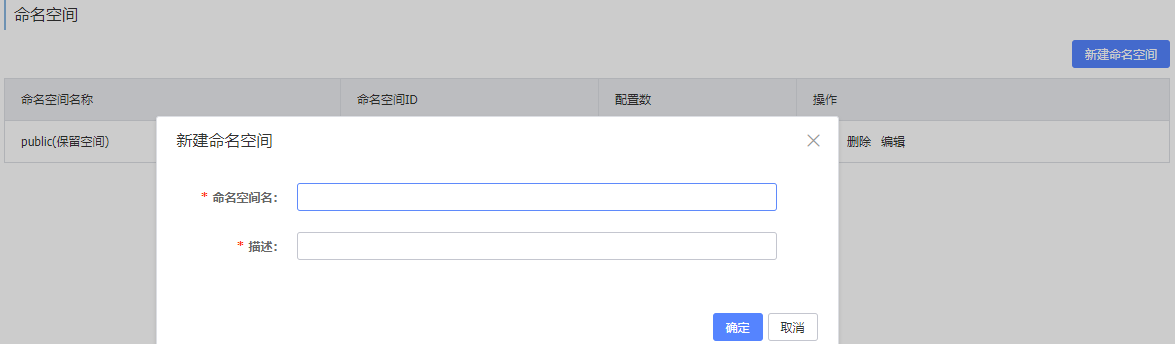 命名空间
新建命名空间
命名空间名称 命名空间ID 配置数 操作
public(保留空间) 删除 编辑
新建命名空间
* 命名空间名:
* 描述:
确定 取消